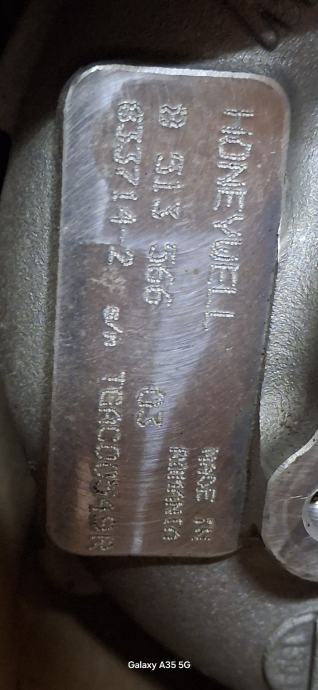 HONEYWELL
MADE IN
ROMANIA
8 513 566 03
833714-2 S/N
Galaxy A35 5G